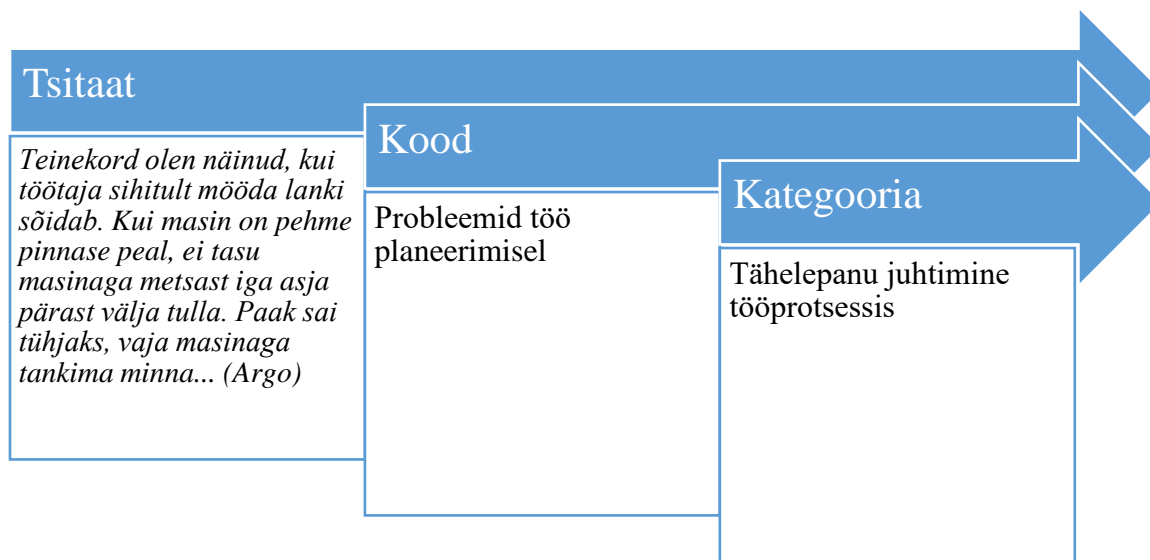 Tsitaat
Teinekord olen näinud, kui
töötaja sihitult mööda lanki
sõidab. Kui masin on pehme
pinnase peal, ei tasu
masinaga metsast iga asja
pärast välja tulla. Paak sai
tühjaks, vaja masinaga
tankima minna... (Argo)
Kood
Probleemid töö
planeerimisel
Kategooria
Tähelepanu juhtimine
tööprotsessis